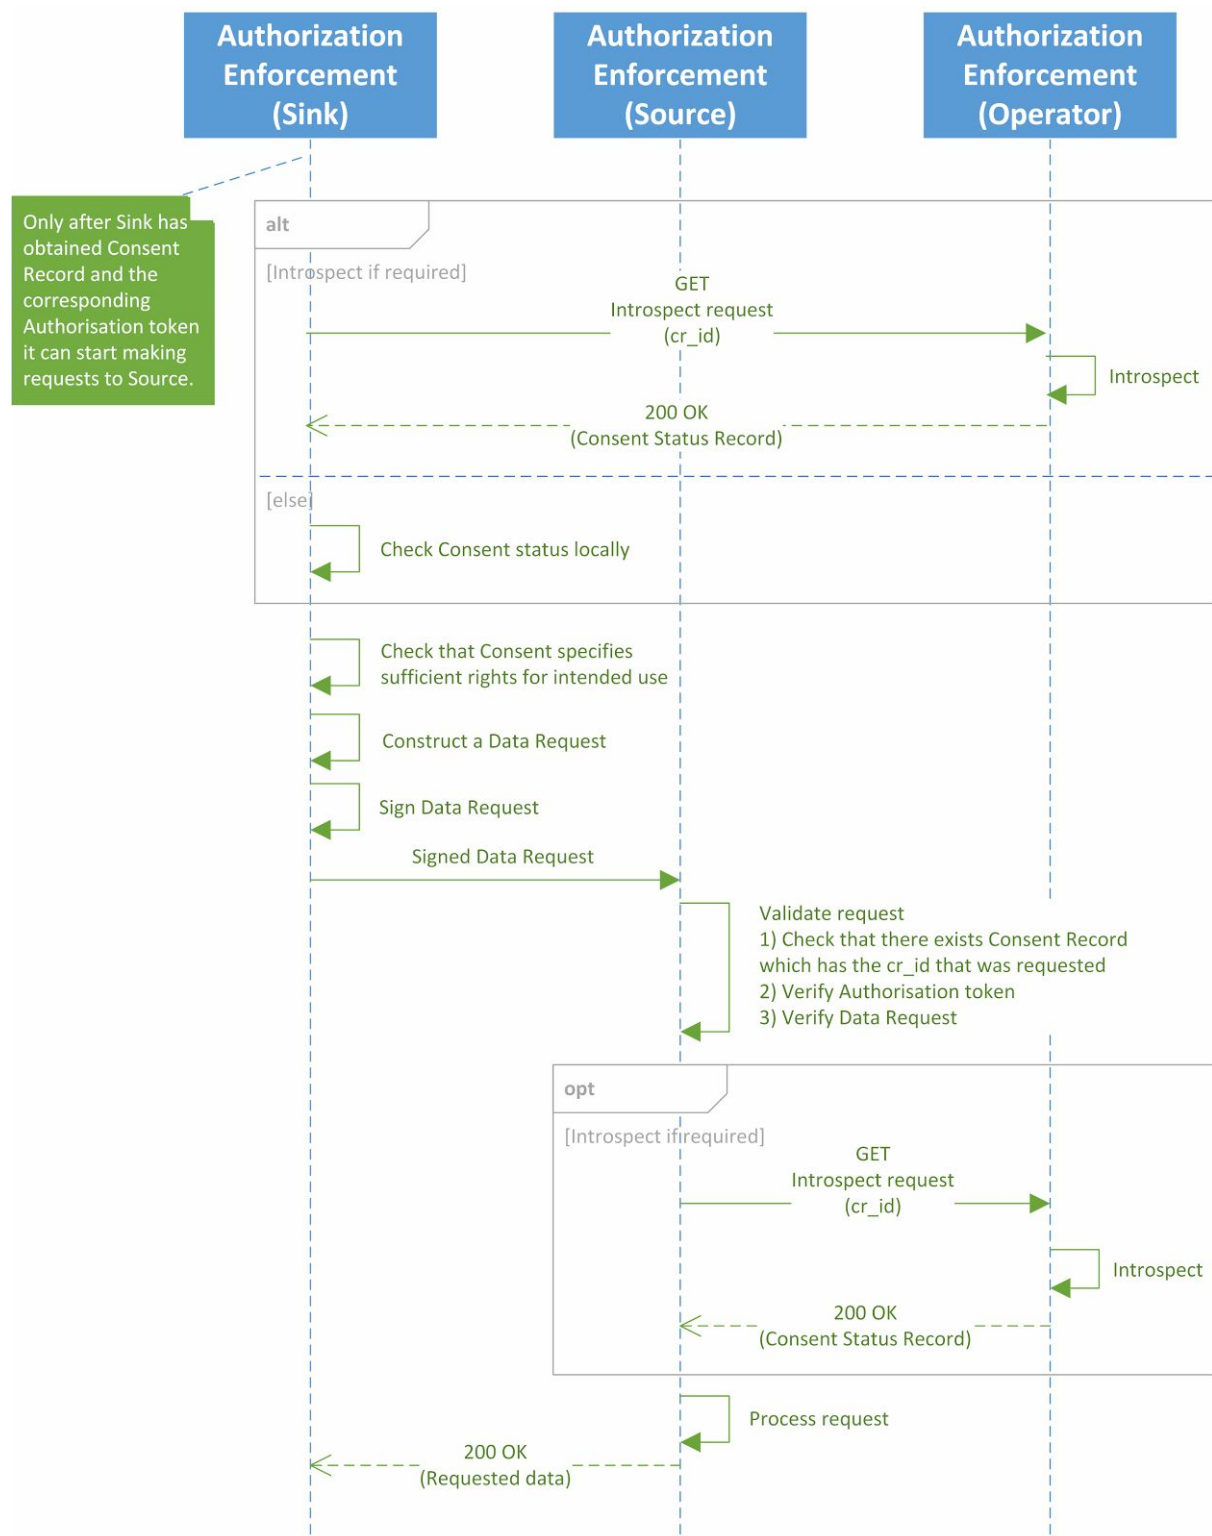 Authorization
Enforcement
(Sink)
Authorization
Enforcement
(Source)
Authorization
Enforcement
(Operator)
Only after Sink has
obtained Consent
Record and the
corresponding
Authorisation token
it can start making
requests to Source.
alt
[Introspect if required]
GET
Introspect request
(cr_id)
Introspect
200 OK
(Consent Status Record)
[else]
Check Consent status locally
Check that Consent specifies
sufficient rights for intended use
Construct a Data Request
Sign Data Request
Signed Data Request
Validate request
1) Check that there exists Consent Record
which has the cr_id that was requested
2) Verify Authorisation token
3) Verify Data Request
opt
[Introspect if required]
GET
Introspect request
(cr_id)
Introspect
200 OK
(Consent Status Record)
Process request
200 OK
(Requested data)